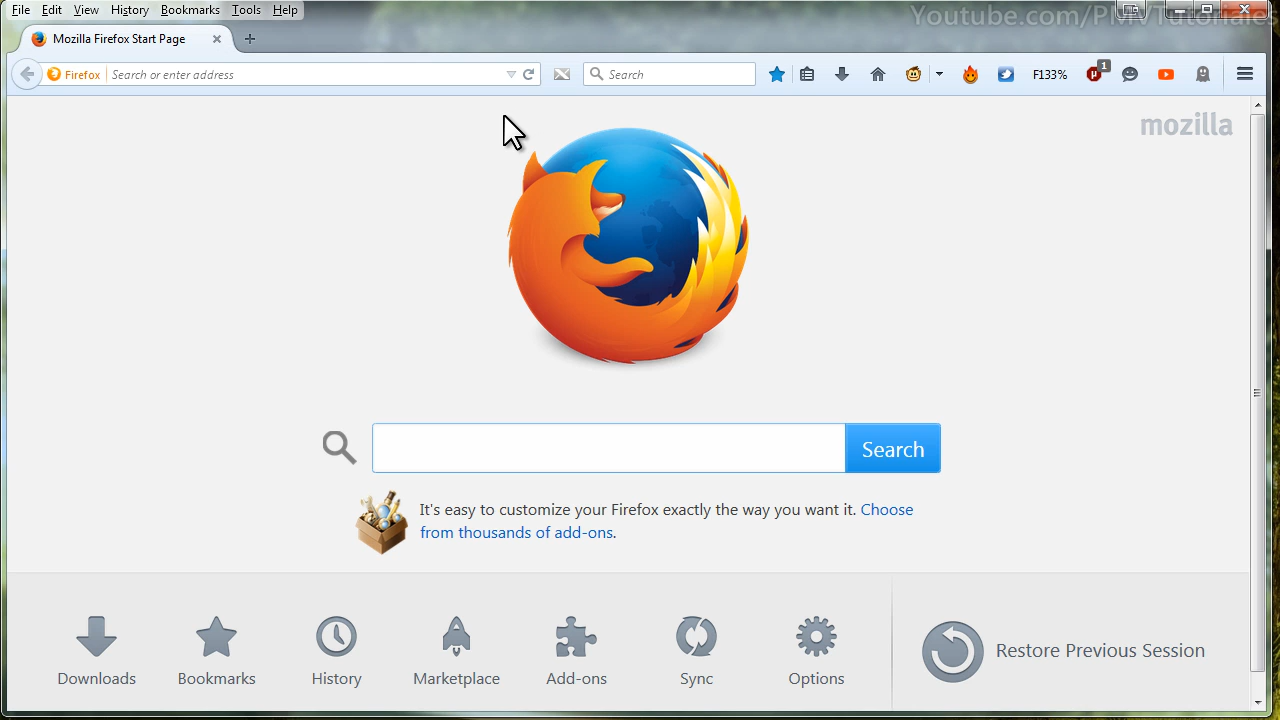 File Edit View History Bookmarks Tools Help
Youtube.com/PMVTutoriales
Mozilla Firefox Start Page
Firefox Search or enter address
Search
F133%
1
mozilla
Search
It's easy to customize your Firefox exactly the way you want it. Choose
from thousands of add-ons.
Downloads Bookmarks History Marketplace Add-ons Sync Options
Restore Previous Session